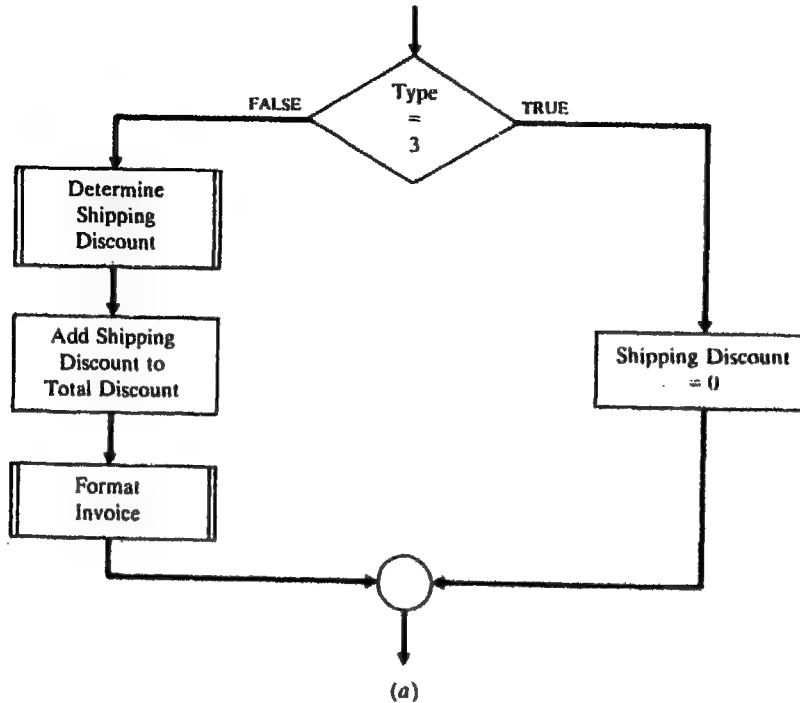 Type
=
3
FALSE
TRUE
Determine
Shipping
Discount
Add Shipping
Discount to
Total Discount
Shipping Discount
= 0
Format
Invoice
(a)